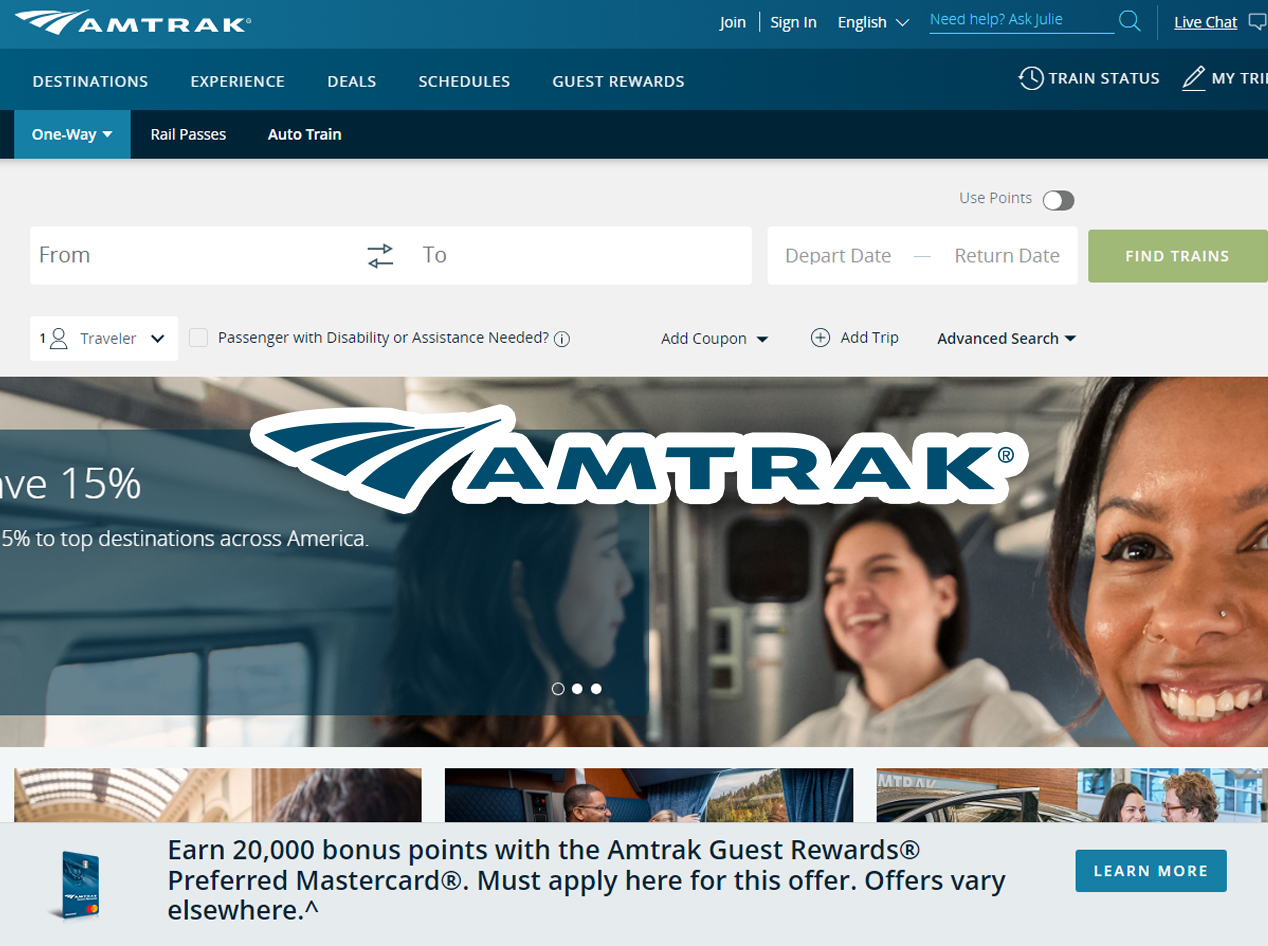 AMTRAK®
Join
Sign In
English
Need help? Ask Julie
Live Chat
DESTINATIONS
EXPERIENCE
DEALS
SCHEDULES
GUEST REWARDS
TRAIN STATUS
MY TRI
One-Way
Rail Passes
Auto Train
Use Points
From
To
Depart Date — Return Date
FIND TRAINS
1 Traveler
Passenger with Disability or Assistance Needed?
Add Coupon
Add Trip
Advanced Search
AMTRAK®
ve 15%
5% to top destinations across America.
AMTRAK
Earn 20,000 bonus points with the Amtrak Guest Rewards®
Preferred Mastercard®. Must apply here for this offer. Offers vary
elsewhere.^
LEARN MORE